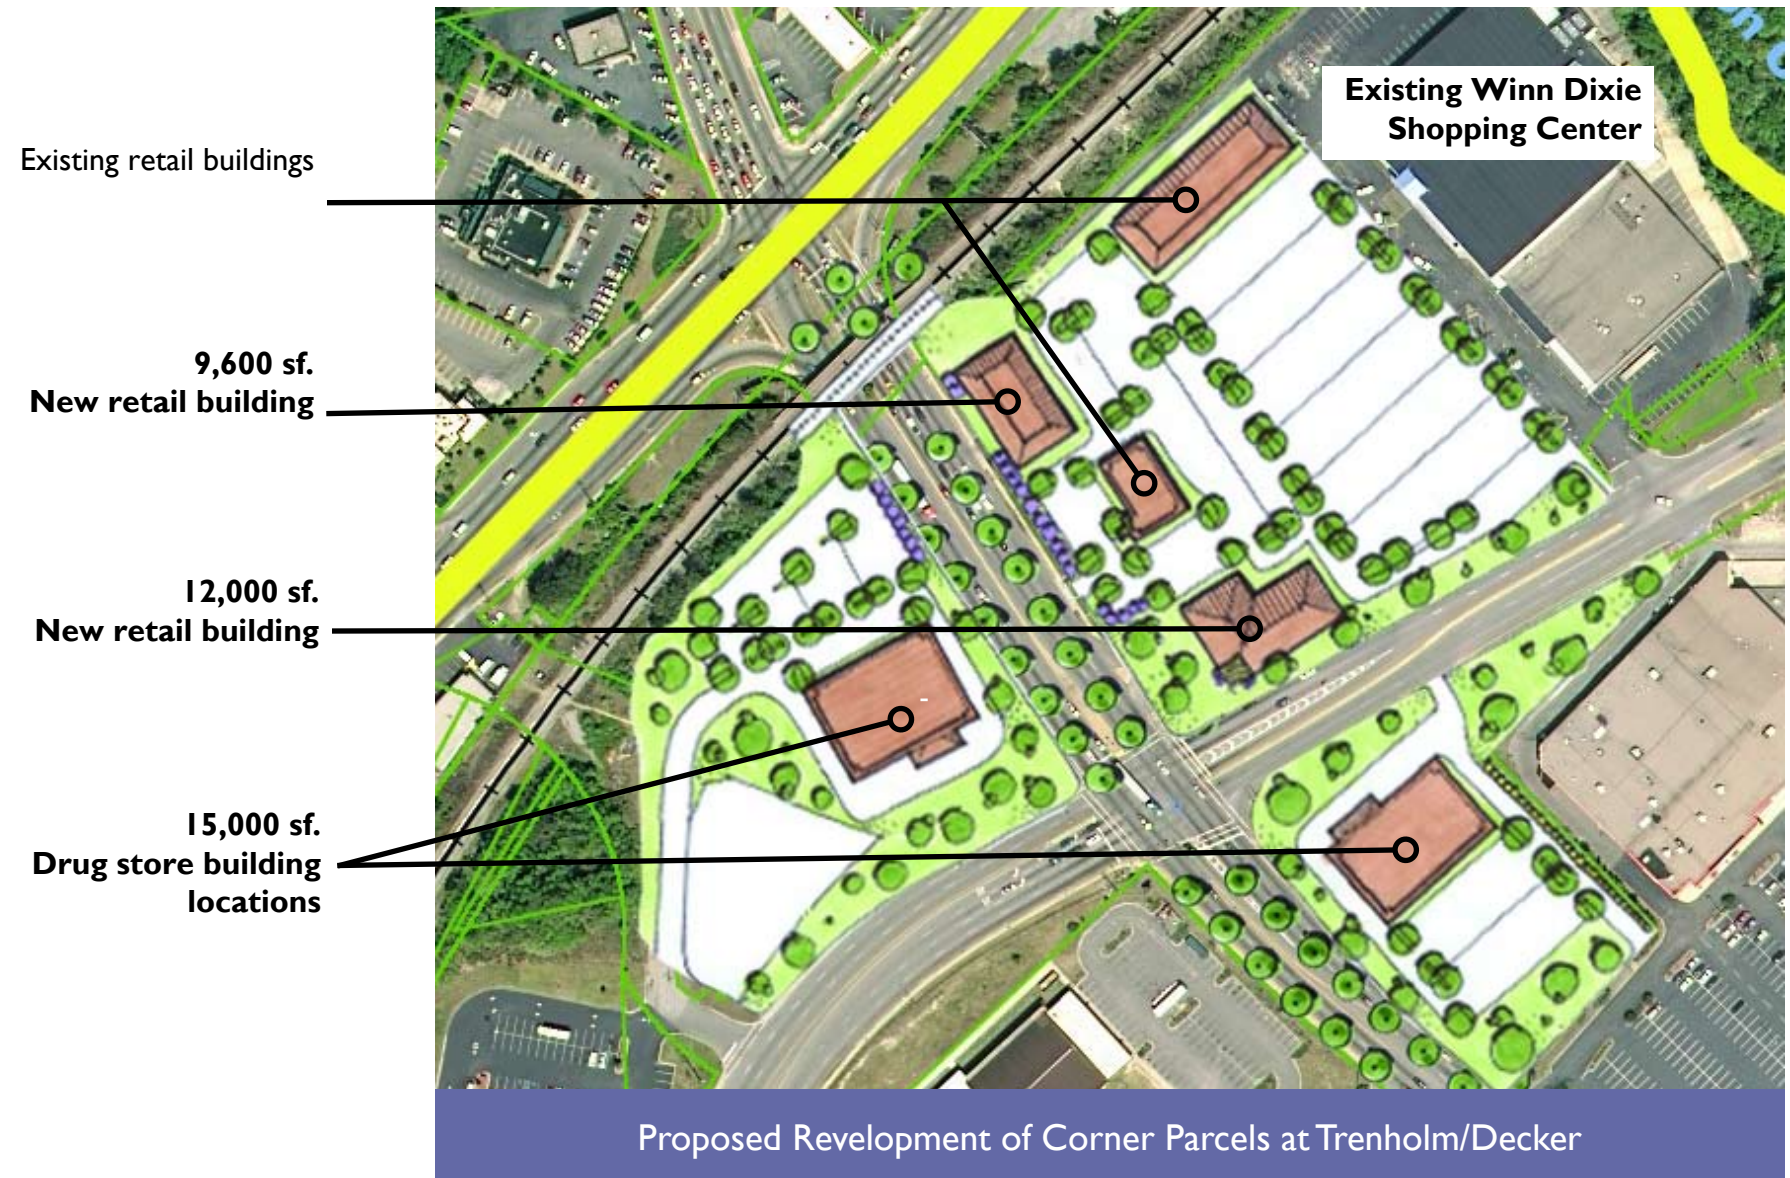 Existing Winn Dixie
Shopping Center
Existing retail buildings
9,600 sf.
New retail building
12,000 sf.
New retail building
15,000 sf.
Drug store building
locations
Proposed Revelopment of Corner Parcels at Trenholm/Decker